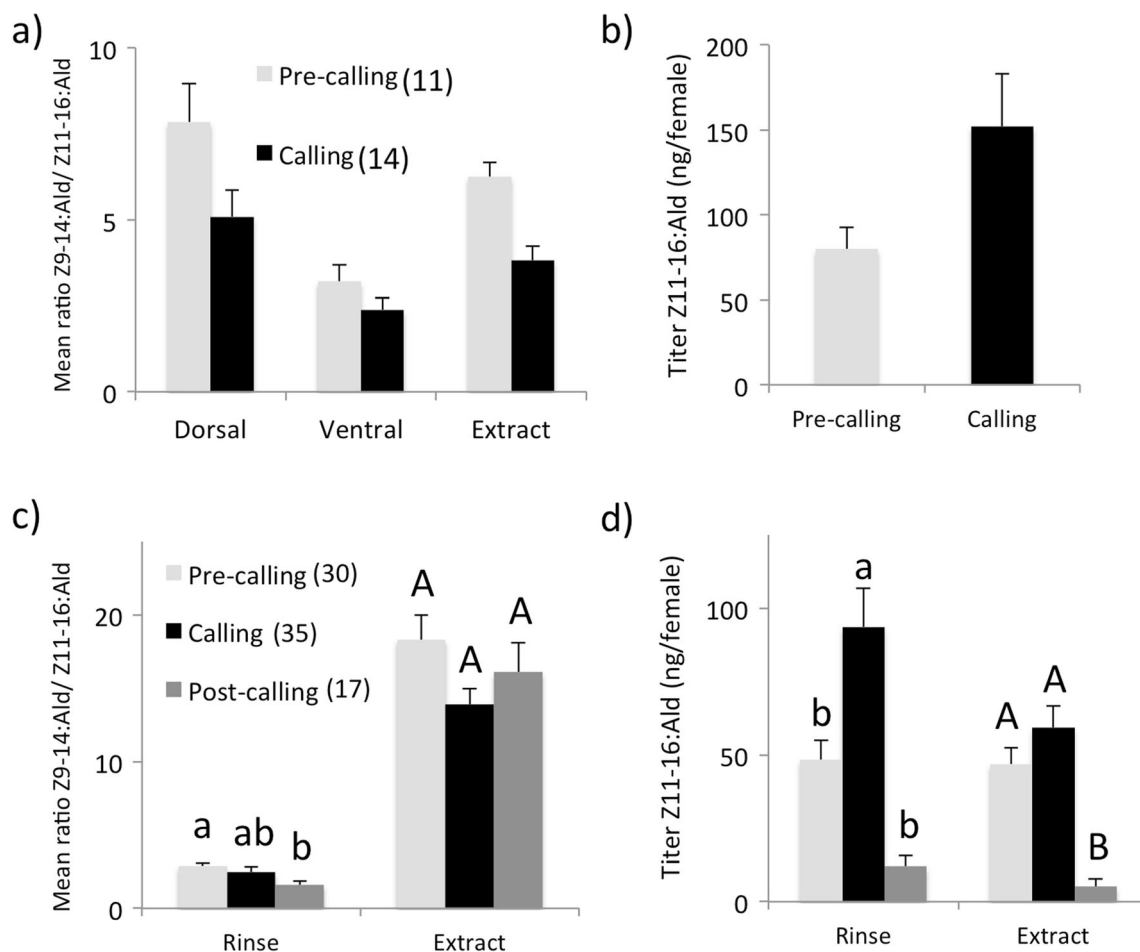 a)
Mean ratio Z9-14:Ald/ Z11-16:Ald
10
5
0
Pre-calling (11)
Calling (14)
Dorsal Ventral Extract
b)
Titer Z11-16:Ald (ng/female)
200
150
100
50
0
Pre-calling Calling
c)
Mean ratio Z9-14:Ald/ Z11-16:Ald
20
10
0
Pre-calling (30)
Calling (35)
Post-calling (17)
a ab b
A A A
Rinse Extract
d)
Titer Z11-16:Ald (ng/female)
100
50
0
b a b
A A B
Rinse Extract